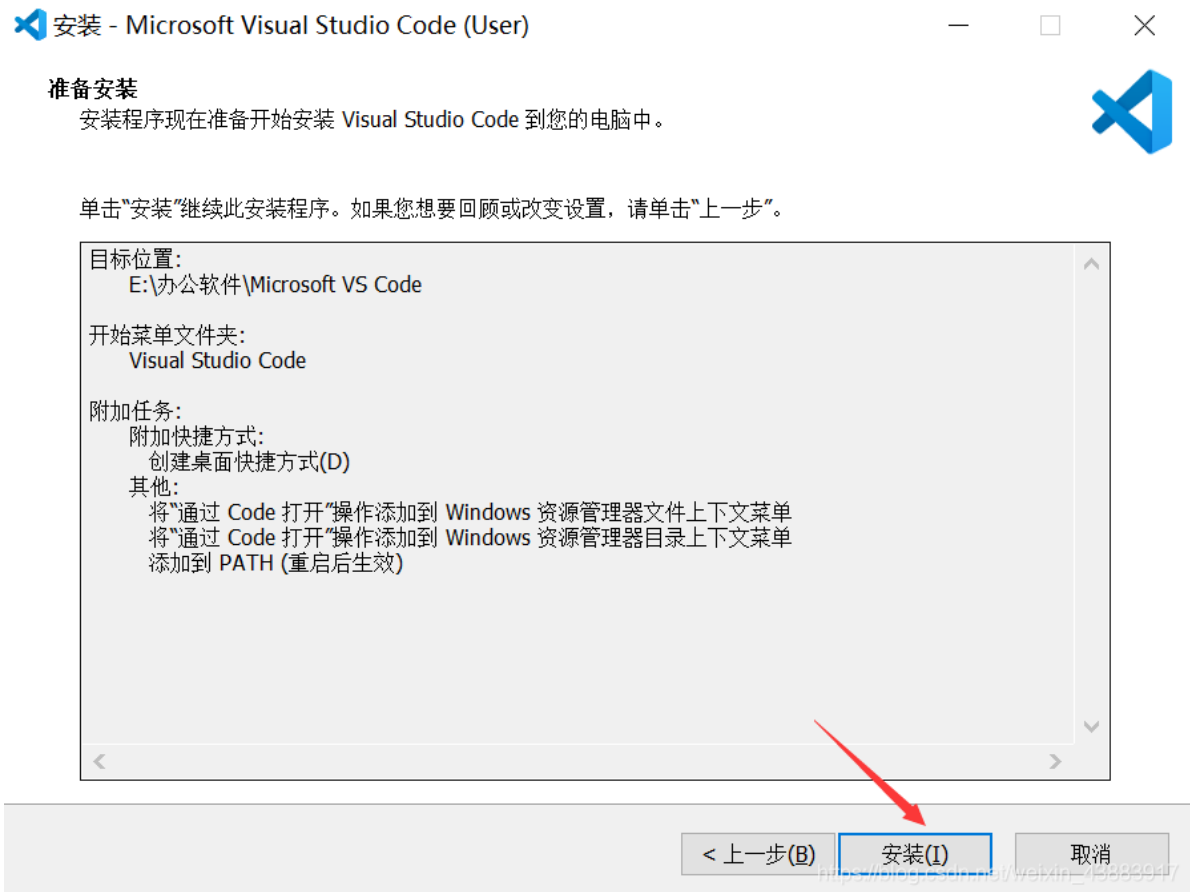 安装 - Microsoft Visual Studio Code (User)
准备安装
安装程序现在准备开始安装 Visual Studio Code 到您的电脑中。
单击“安装”继续此安装程序。如果您想要回顾或改变设置，请单击“上一步”。
目标位置:
E:\办公软件\Microsoft VS Code
开始菜单文件夹:
Visual Studio Code
附加任务:
附加快捷方式:
创建桌面快捷方式(D)
其他:
将“通过 Code 打开”操作添加到 Windows 资源管理器文件上下文菜单
将“通过 Code 打开”操作添加到 Windows 资源管理器目录上下文菜单
添加到 PATH (重启后生效)
< 上一步(B) 安装(I) 取消
https://blog.csdn.net/weixin_43883917